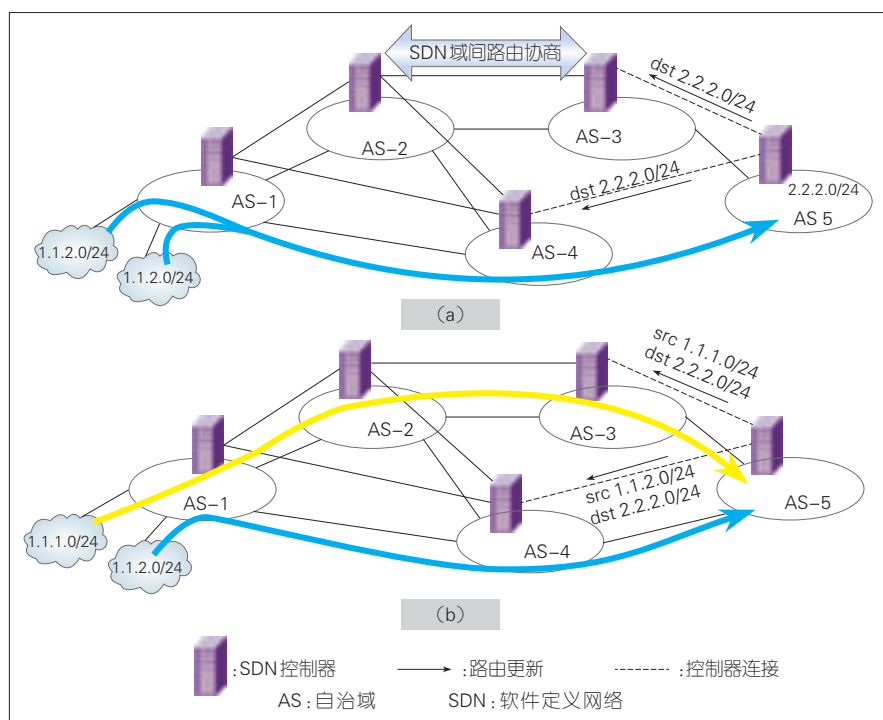 SDN域间路由协商
dst 2.2.2.0/24
AS-2
AS-3
dst 2.2.2.0/24
2.2.2.0/24
AS-1
AS 5
1.1.2.0/24
1.1.2.0/24
AS-4
(a)
src 1.1.1.0/24
dst 2.2.2.0/24
AS-2
AS-3
src 1.1.2.0/24
dst 2.2.2.0/24
AS-1
AS-5
1.1.1.0/24
1.1.2.0/24
AS-4
(b)
:SDN控制器
:路由更新
:控制器连接
AS:自治域
SDN:软件定义网络